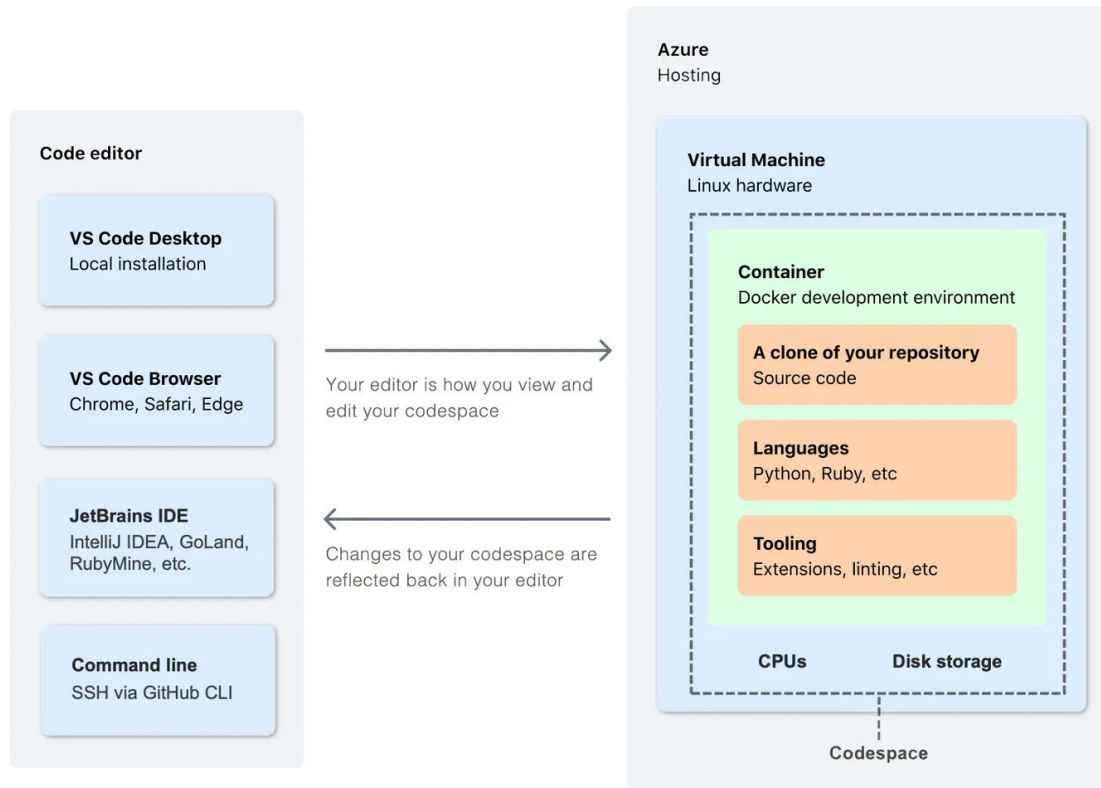 Code editor
VS Code Desktop
Local installation
VS Code Browser
Chrome, Safari, Edge
JetBrains IDE
IntelliJ IDEA, GoLand,
RubyMine, etc.
Command line
SSH via GitHub CLI
Your editor is how you view and
edit your codespace
Changes to your codespace are
reflected back in your editor
Azure
Hosting
Virtual Machine
Linux hardware
Container
Docker development environment
A clone of your repository
Source code
Languages
Python, Ruby, etc
Tooling
Extensions, linting, etc
CPUs
Disk storage
Codespace